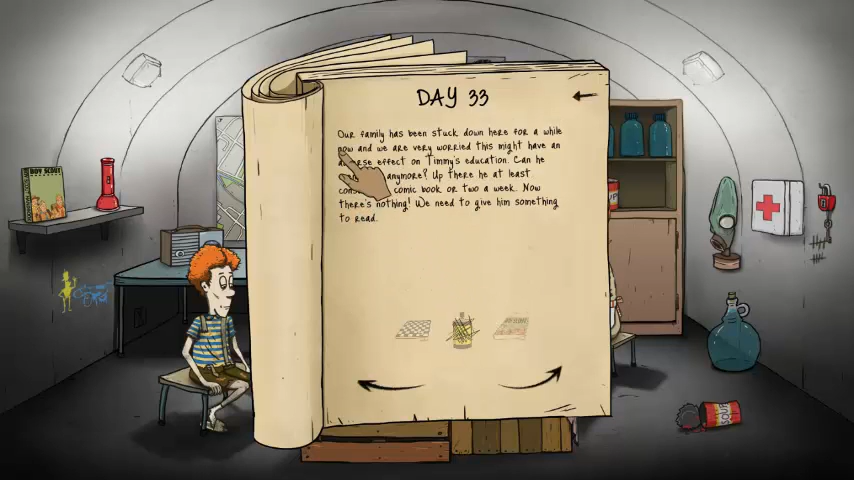 DAY 33
Our family has been stuck down here for a while
now and we are very worried this might have an
adverse effect on Timmy's education. Can he
anymore? Up there he at least
comic book or two a week. Now
there's nothing! We need to give him something
to read.
BOY SCOUT
SOUP